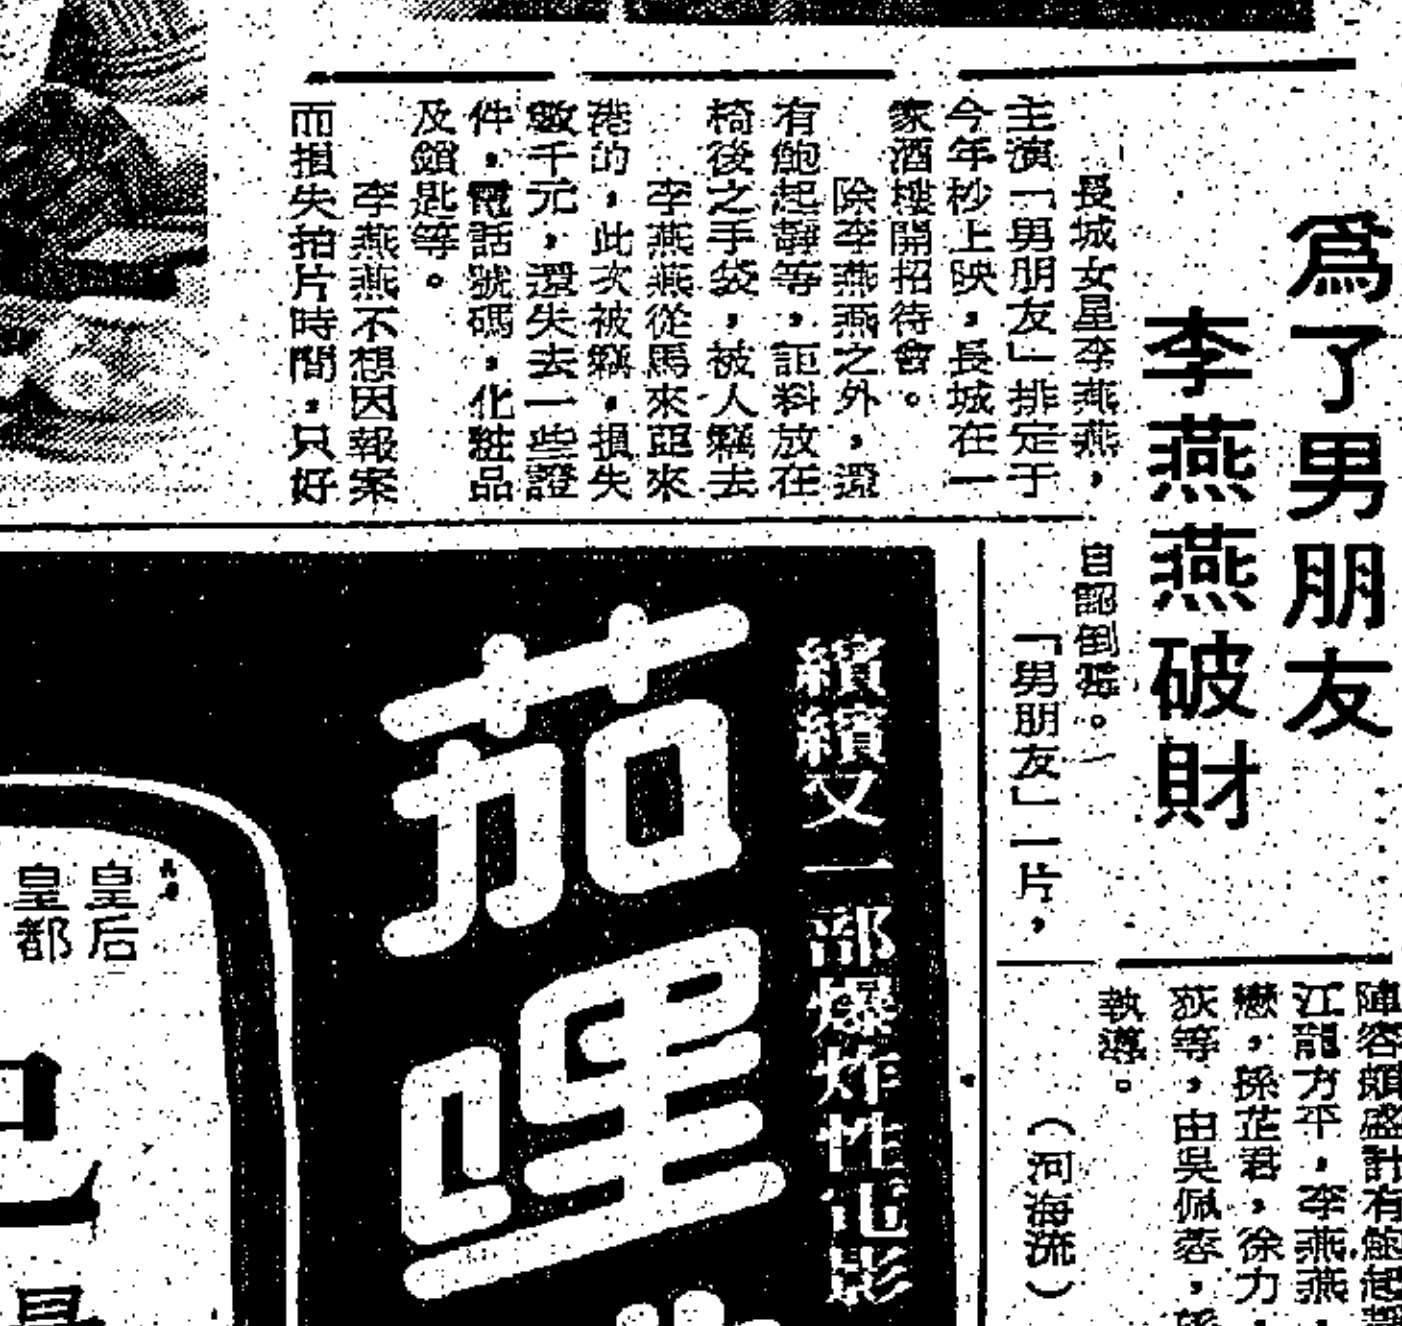 爲了男朋友
李燕燕破財
長城女星李燕燕，
主演「男朋友」排定于
今年杪上映，長城在一
家酒樓開招待會。
除李燕燕之外，還
有鮑起靜等，詎料放在
椅後之手袋，被人竊去
李燕燕從馬來亞來
港的，此次被竊，損失
數千元，還失去一些證
件，電話號碼，化粧品
及鎖匙等。
李燕燕不想因報案
而損失拍片時間，只好
自認倒霉。
「男朋友」一片，
陣容頗盛計有鮑起靜
江龍方平，李燕燕，
戀，孫芷君，徐力，
荻等，由吳佩蓉，孫
執導。
（河海流）
繽繽又一部爆炸性電影
茄哩
皇后
皇都